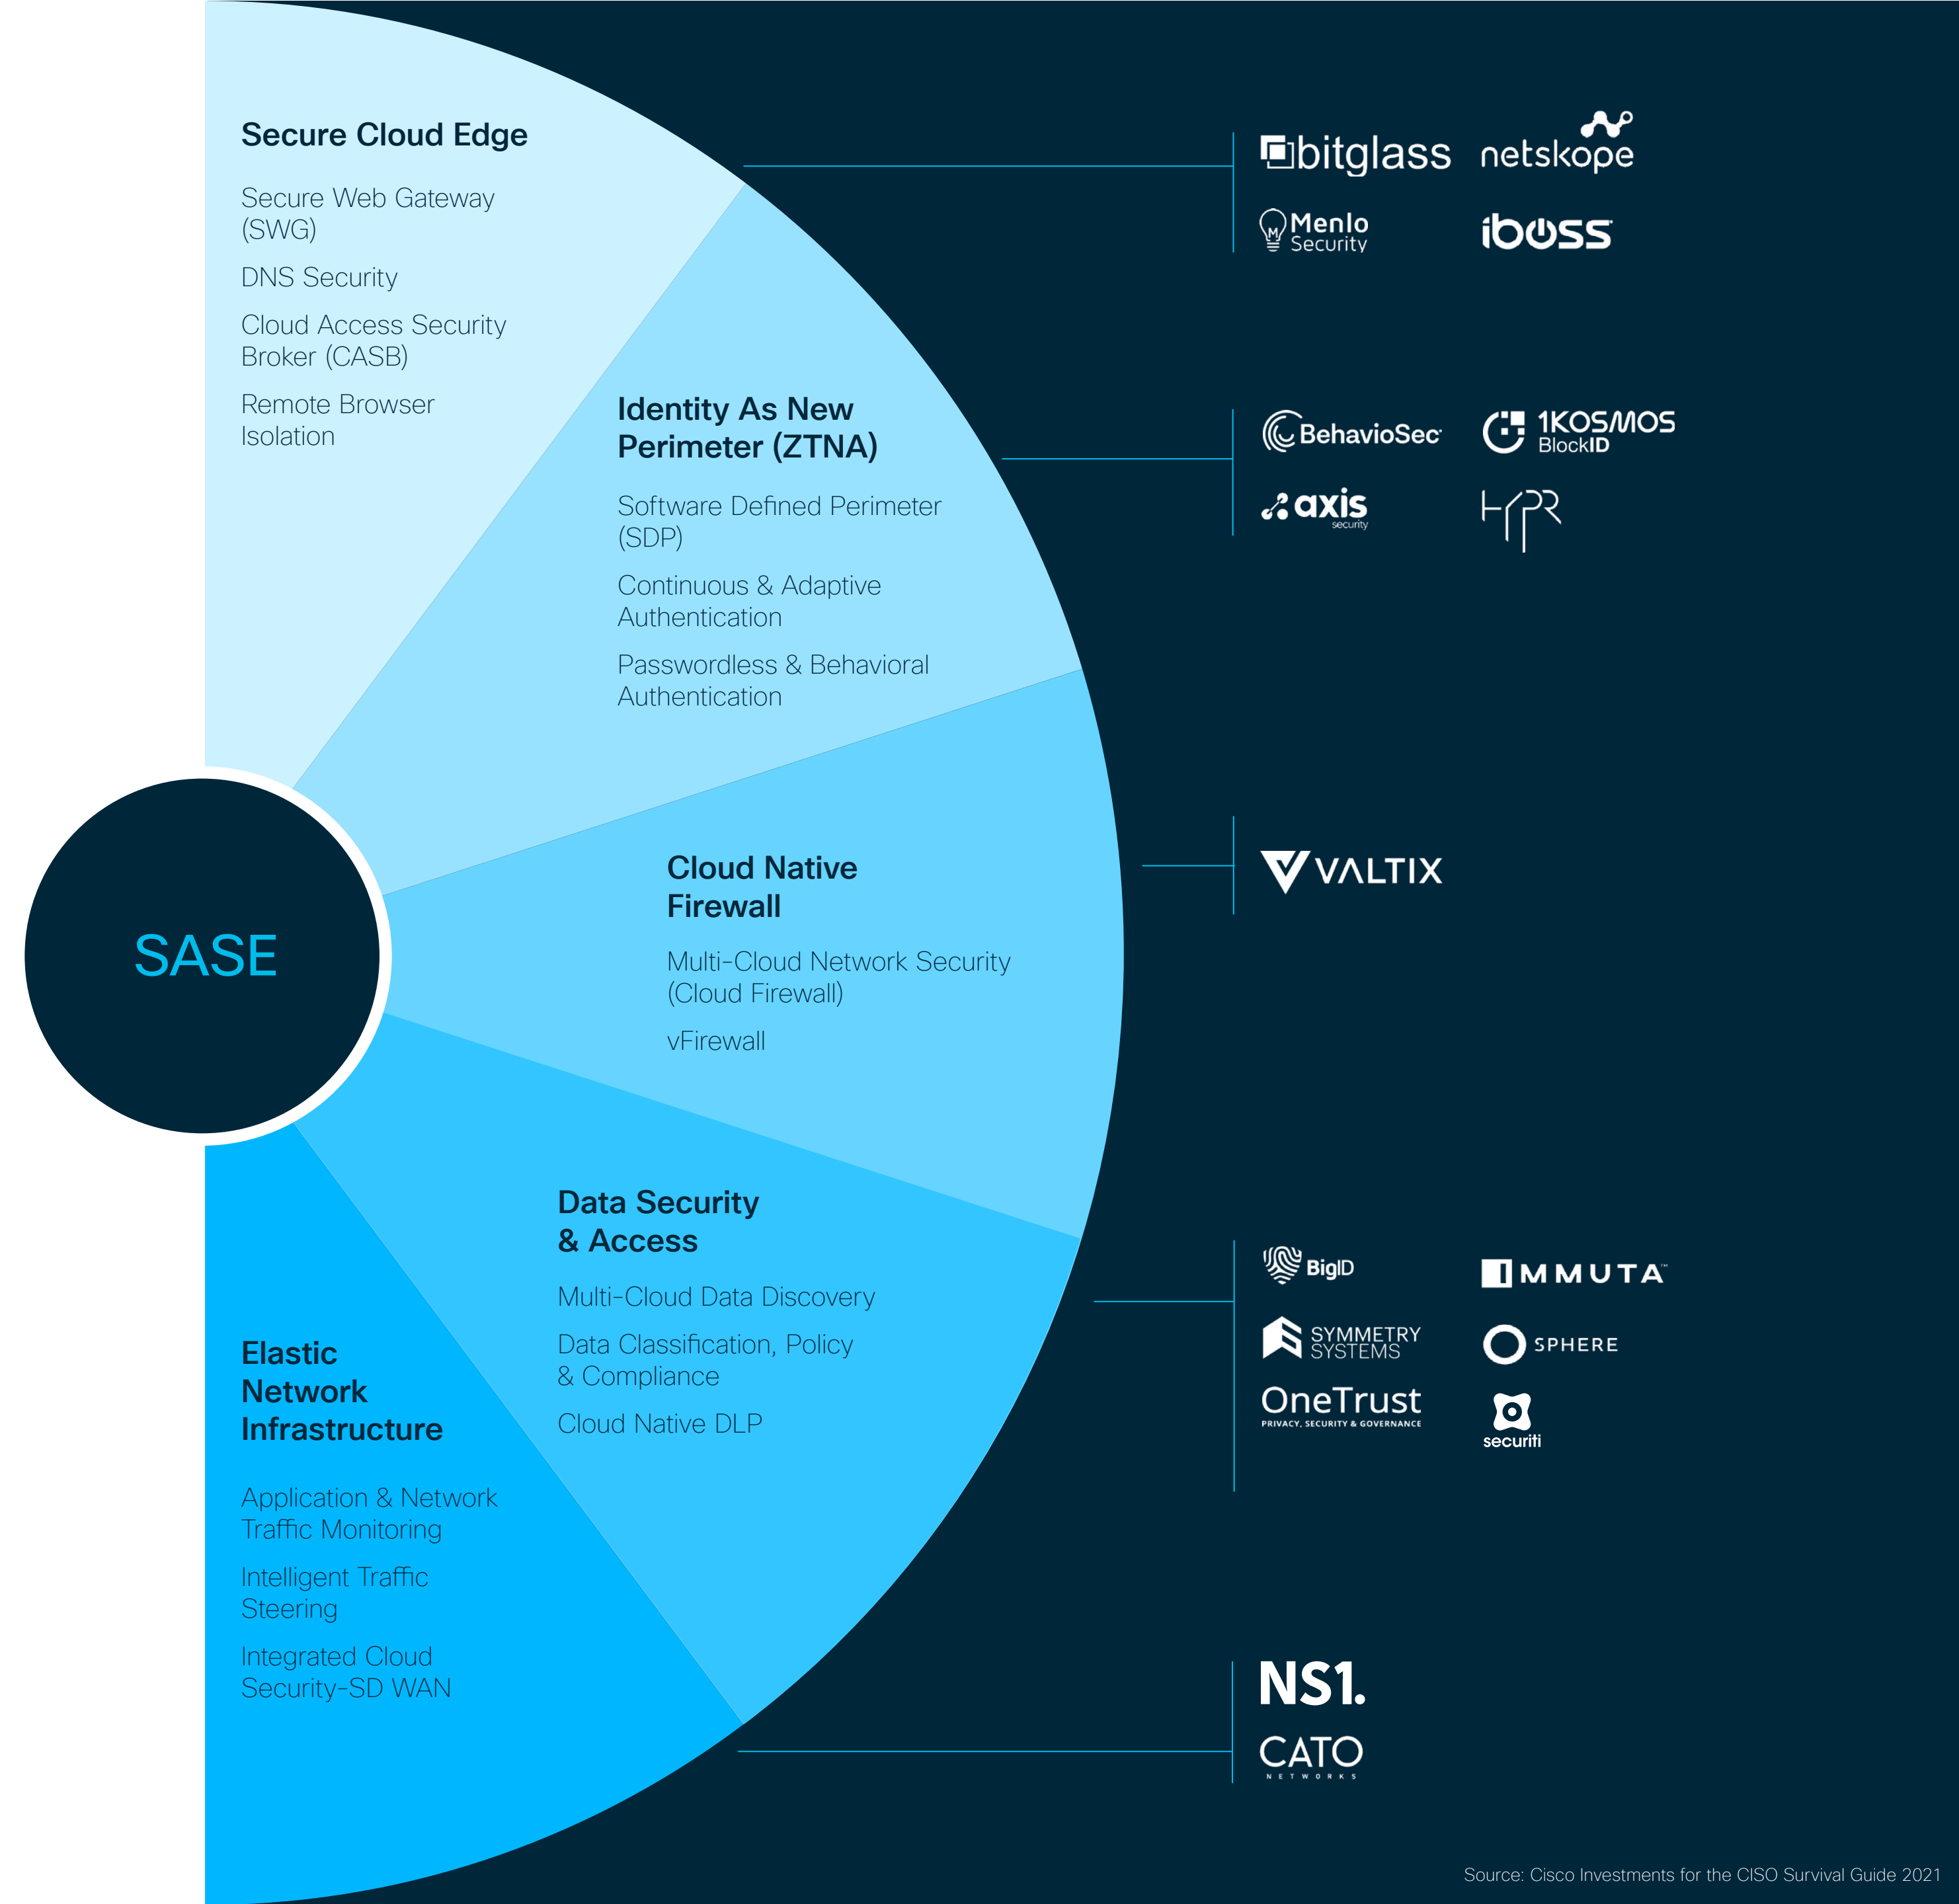 Secure Cloud Edge
Secure Web Gateway
(SWG)
DNS Security
Cloud Access Security
Broker (CASB)
Remote Browser
Isolation
bitglass
netskope
Menlo
Security
iboss
Identity As New
Perimeter (ZTNA)
Software Defined Perimeter
(SDP)
Continuous & Adaptive
Authentication
Passwordless & Behavioral
Authentication
BehavioSec
1KOSMOS
BlockID
axis
security
HYPR
SASE
Cloud Native
Firewall
Multi-Cloud Network Security
(Cloud Firewall)
vFirewall
VALTIX
Data Security
& Access
Multi-Cloud Data Discovery
Data Classification, Policy
& Compliance
Cloud Native DLP
BigID
IMMUTA™
SYMMETRY
SYSTEMS
SPHERE
OneTrust
PRIVACY, SECURITY & GOVERNANCE
securiti
Elastic
Network
Infrastructure
Application & Network
Traffic Monitoring
Intelligent Traffic
Steering
Integrated Cloud
Security-SD WAN
NS1.
CATO
NETWORKS
Source: Cisco Investments for the CISO Survival Guide 2021